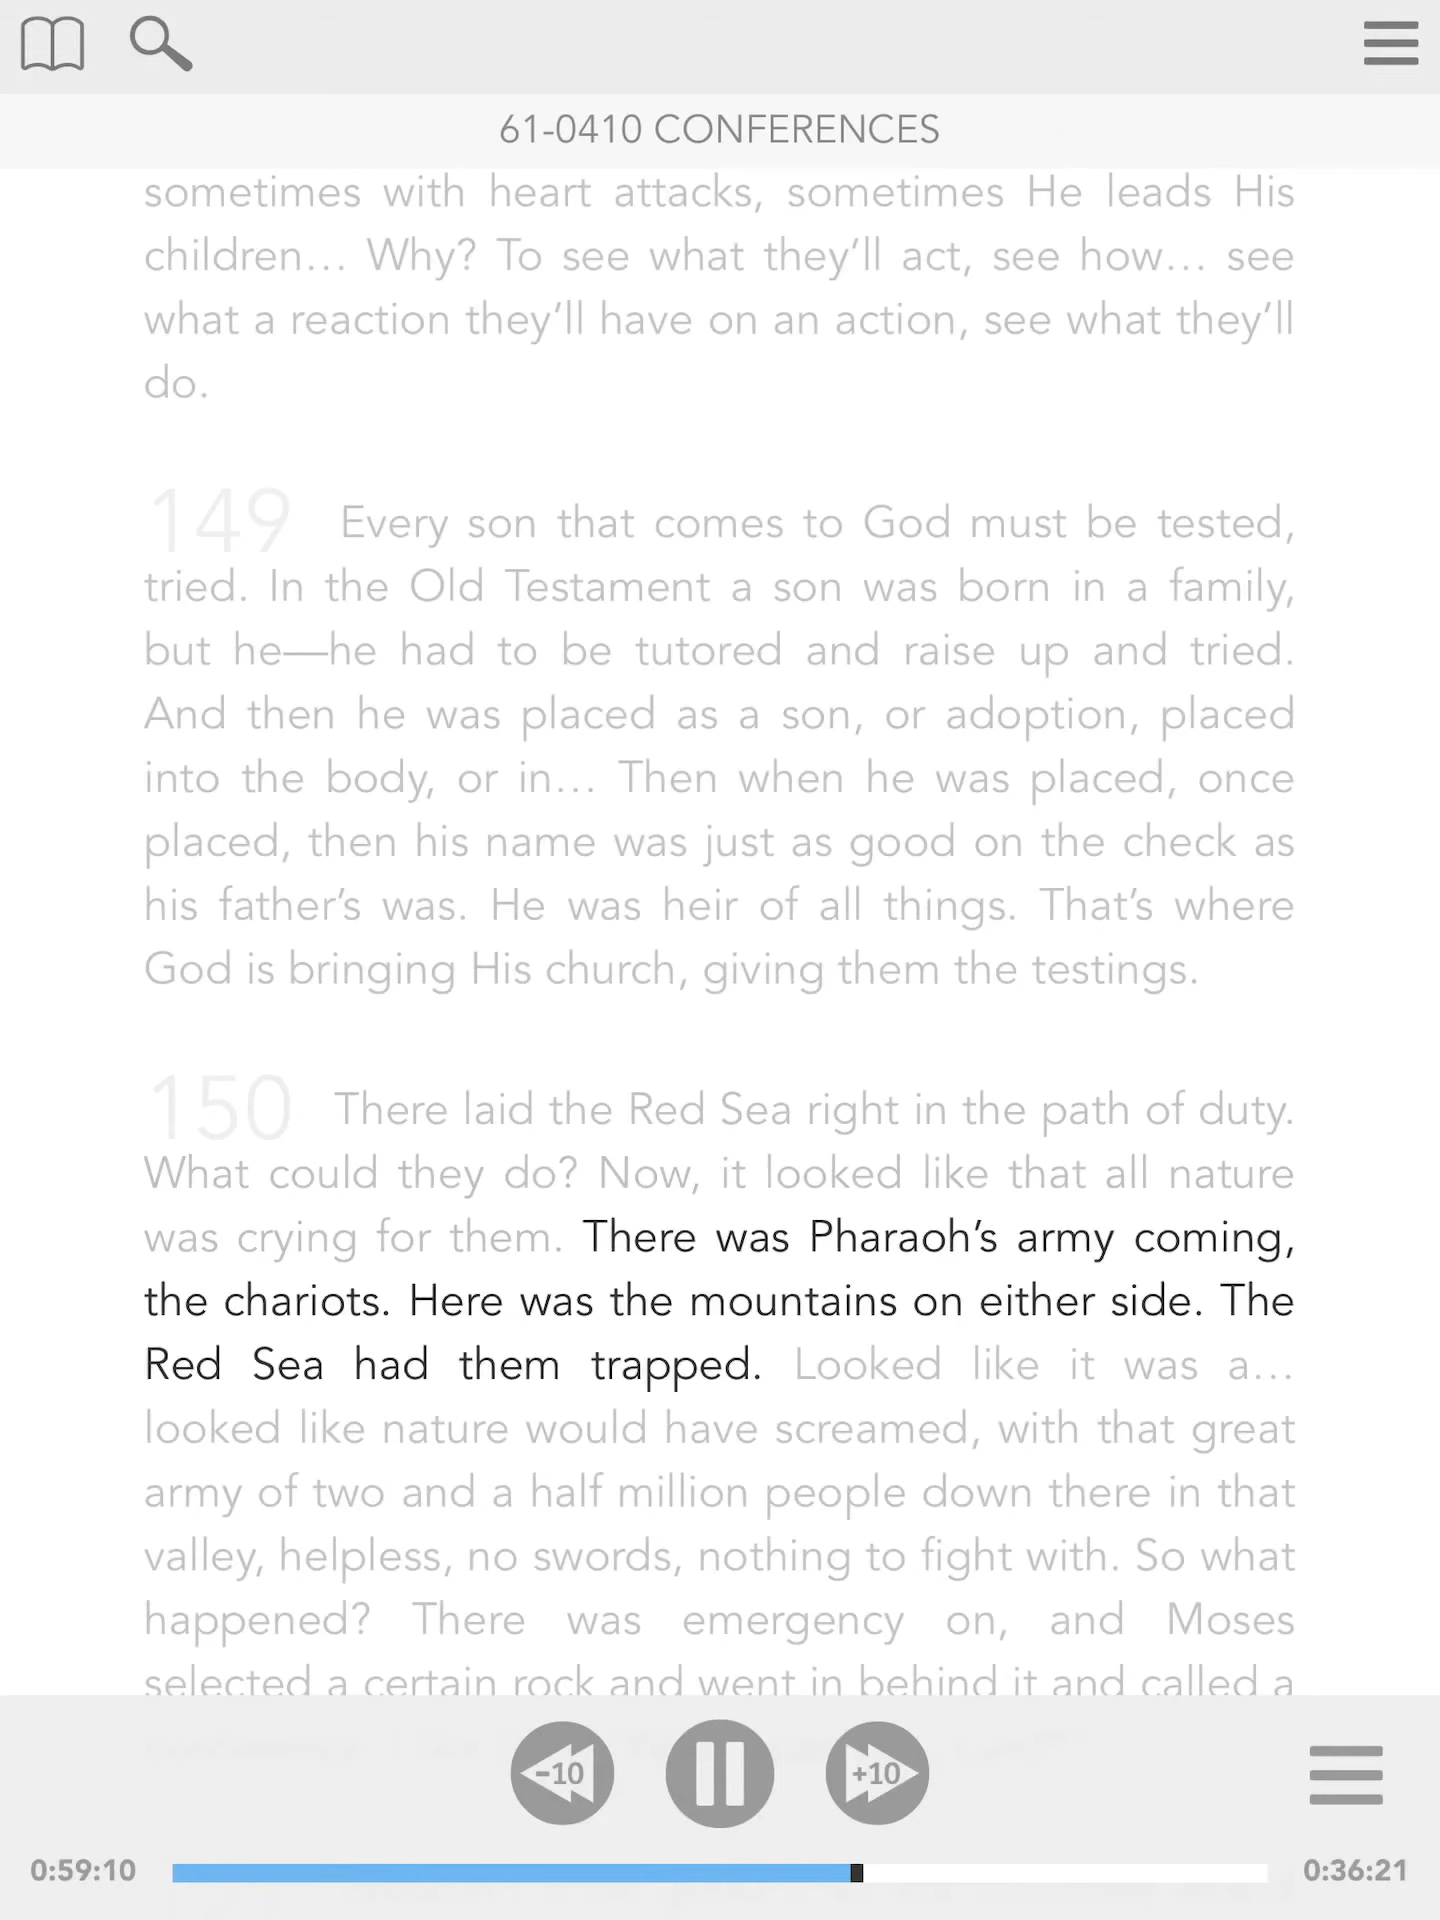 61-0410 CONFERENCES
sometimes with heart attacks, sometimes He leads His
children… Why? To see what they’ll act, see how… see
what a reaction they’ll have on an action, see what they’ll
do.
149 Every son that comes to God must be tested,
tried. In the Old Testament a son was born in a family,
but he—he had to be tutored and raise up and tried.
And then he was placed as a son, or adoption, placed
into the body, or in… Then when he was placed, once
placed, then his name was just as good on the check as
his father’s was. He was heir of all things. That’s where
God is bringing His church, giving them the testings.
150 There laid the Red Sea right in the path of duty.
What could they do? Now, it looked like that all nature
was crying for them. There was Pharaoh’s army coming,
the chariots. Here was the mountains on either side. The
Red Sea had them trapped. Looked like it was a…
looked like nature would have screamed, with that great
army of two and a half million people down there in that
valley, helpless, no swords, nothing to fight with. So what
happened? There was emergency on, and Moses
selected a certain rock and went in behind it and called a
-10 +10
0:59:10 0:36:21